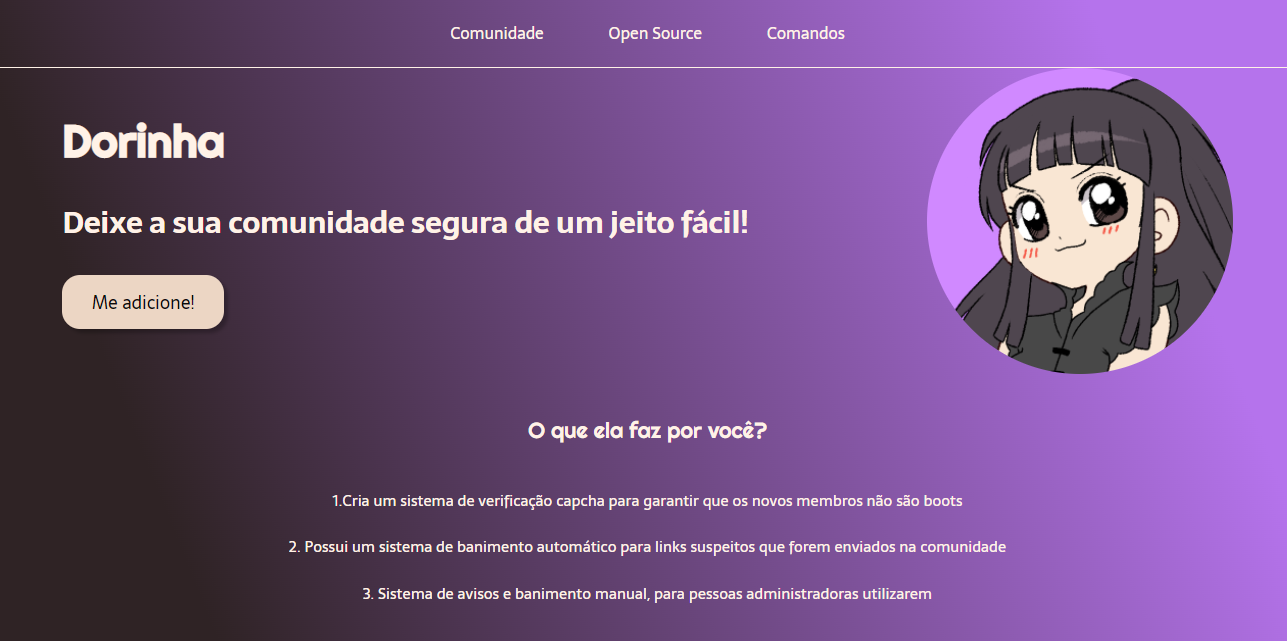 Comunidade Open Source Comandos
Dorinha
Deixe a sua comunidade segura de um jeito fácil!
Me adicione!
O que ela faz por você?
1.Cria um sistema de verificação capcha para garantir que os novos membros não são boots
2. Possui um sistema de banimento automático para links suspeitos que forem enviados na comunidade
3. Sistema de avisos e banimento manual, para pessoas administradoras utilizarem